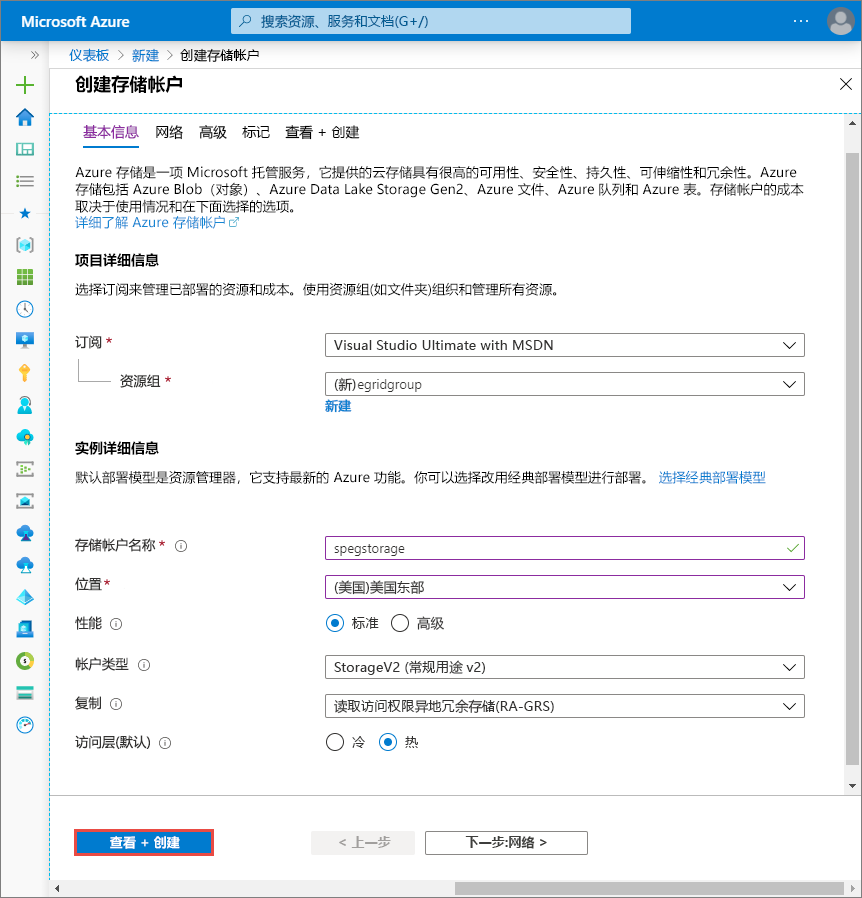 Microsoft Azure
搜索资源、服务和文档(G+/)
仪表板 > 新建 > 创建存储帐户
创建存储帐户
基本信息 网络 高级 标记 查看 + 创建
Azure 存储是一项 Microsoft 托管服务，它提供的云存储具有很高的可用性、安全性、持久性、可伸缩性和冗余性。Azure
存储包括 Azure Blob（对象）、Azure Data Lake Storage Gen2、Azure 文件、Azure 队列和 Azure 表。存储帐户的成本
取决于使用情况和在下面选择的选项。
详细了解 Azure 存储帐户
项目详细信息
选择订阅来管理已部署的资源和成本。使用资源组(如文件夹)组织和管理所有资源。
订阅 * Visual Studio Ultimate with MSDN
资源组 * (新)egridgroup
新建
实例详细信息
默认部署模型是资源管理器，它支持最新的 Azure 功能。你可以选择改用经典部署模型进行部署。 选择经典部署模型
存储帐户名称 * spegstorage
位置* (美国)美国东部
性能 标准 高级
帐户类型 StorageV2 (常规用途 v2)
复制 读取访问权限异地冗余存储(RA-GRS)
访问层(默认) 冷 热
查看 + 创建 < 上一步 下一步:网络 >